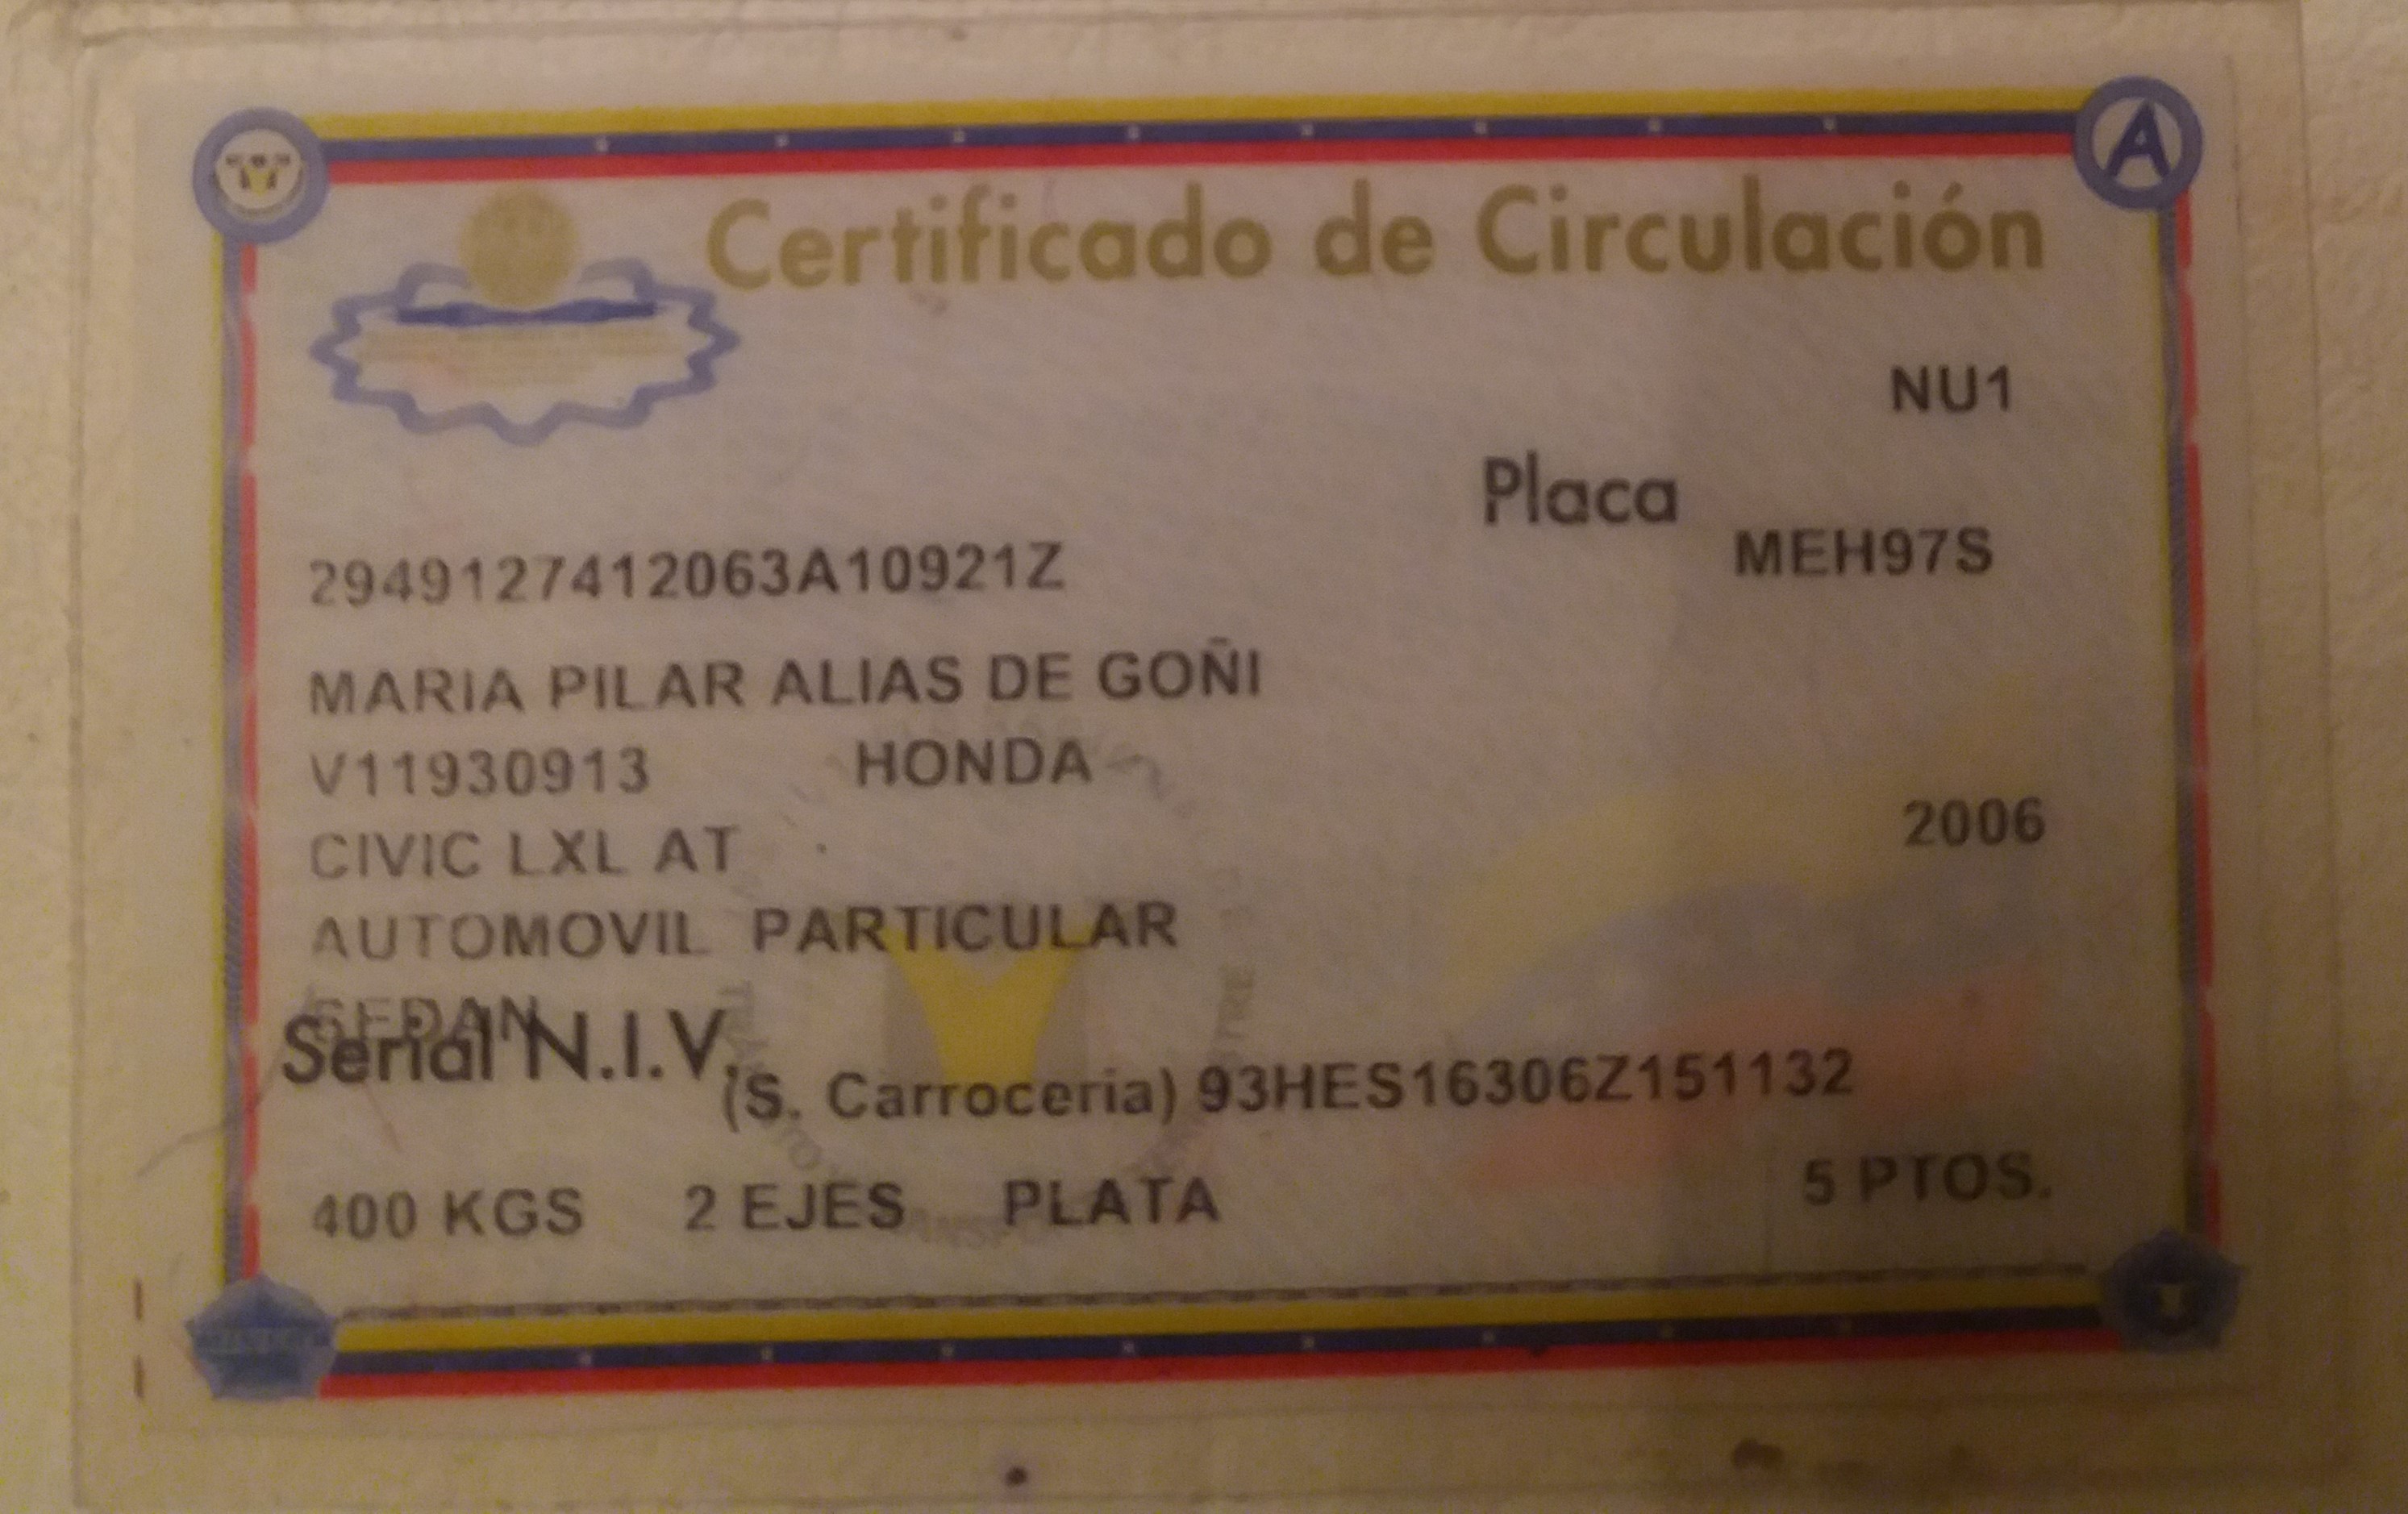 Certificado de Circulación
NU1
Placa
MEH97S
2949127412063A10921Z
MARIA PILAR ALIAS DE GOÑI
V11930913 HONDA
CIVIC LXL AT 2006
AUTOMOVIL PARTICULAR
SEDAN
Serial N.I.V.
(S. Carroceria) 93HES16306Z151132
400 KGS 2 EJES PLATA 5 PTOS.